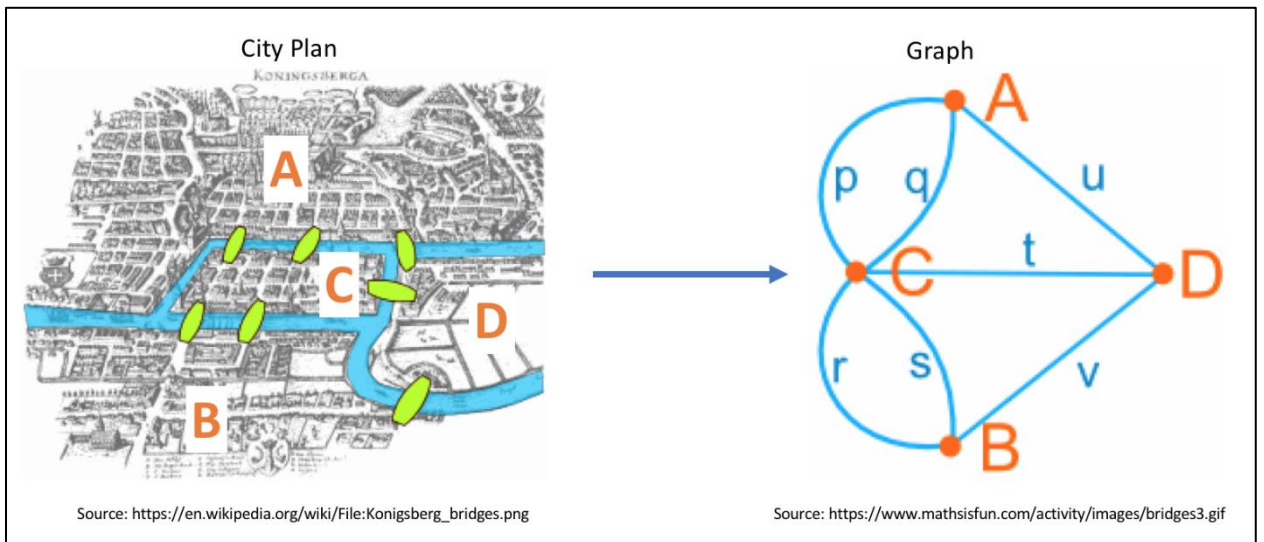 City Plan
KONINGSBERGA
A
C
D
B
Source: https://en.wikipedia.org/wiki/File:Konigsberg_bridges.png
Graph
A
p
q
u
t
C
D
r
s
v
B
Source: https://www.mathsisfun.com/activity/images/bridges3.gif